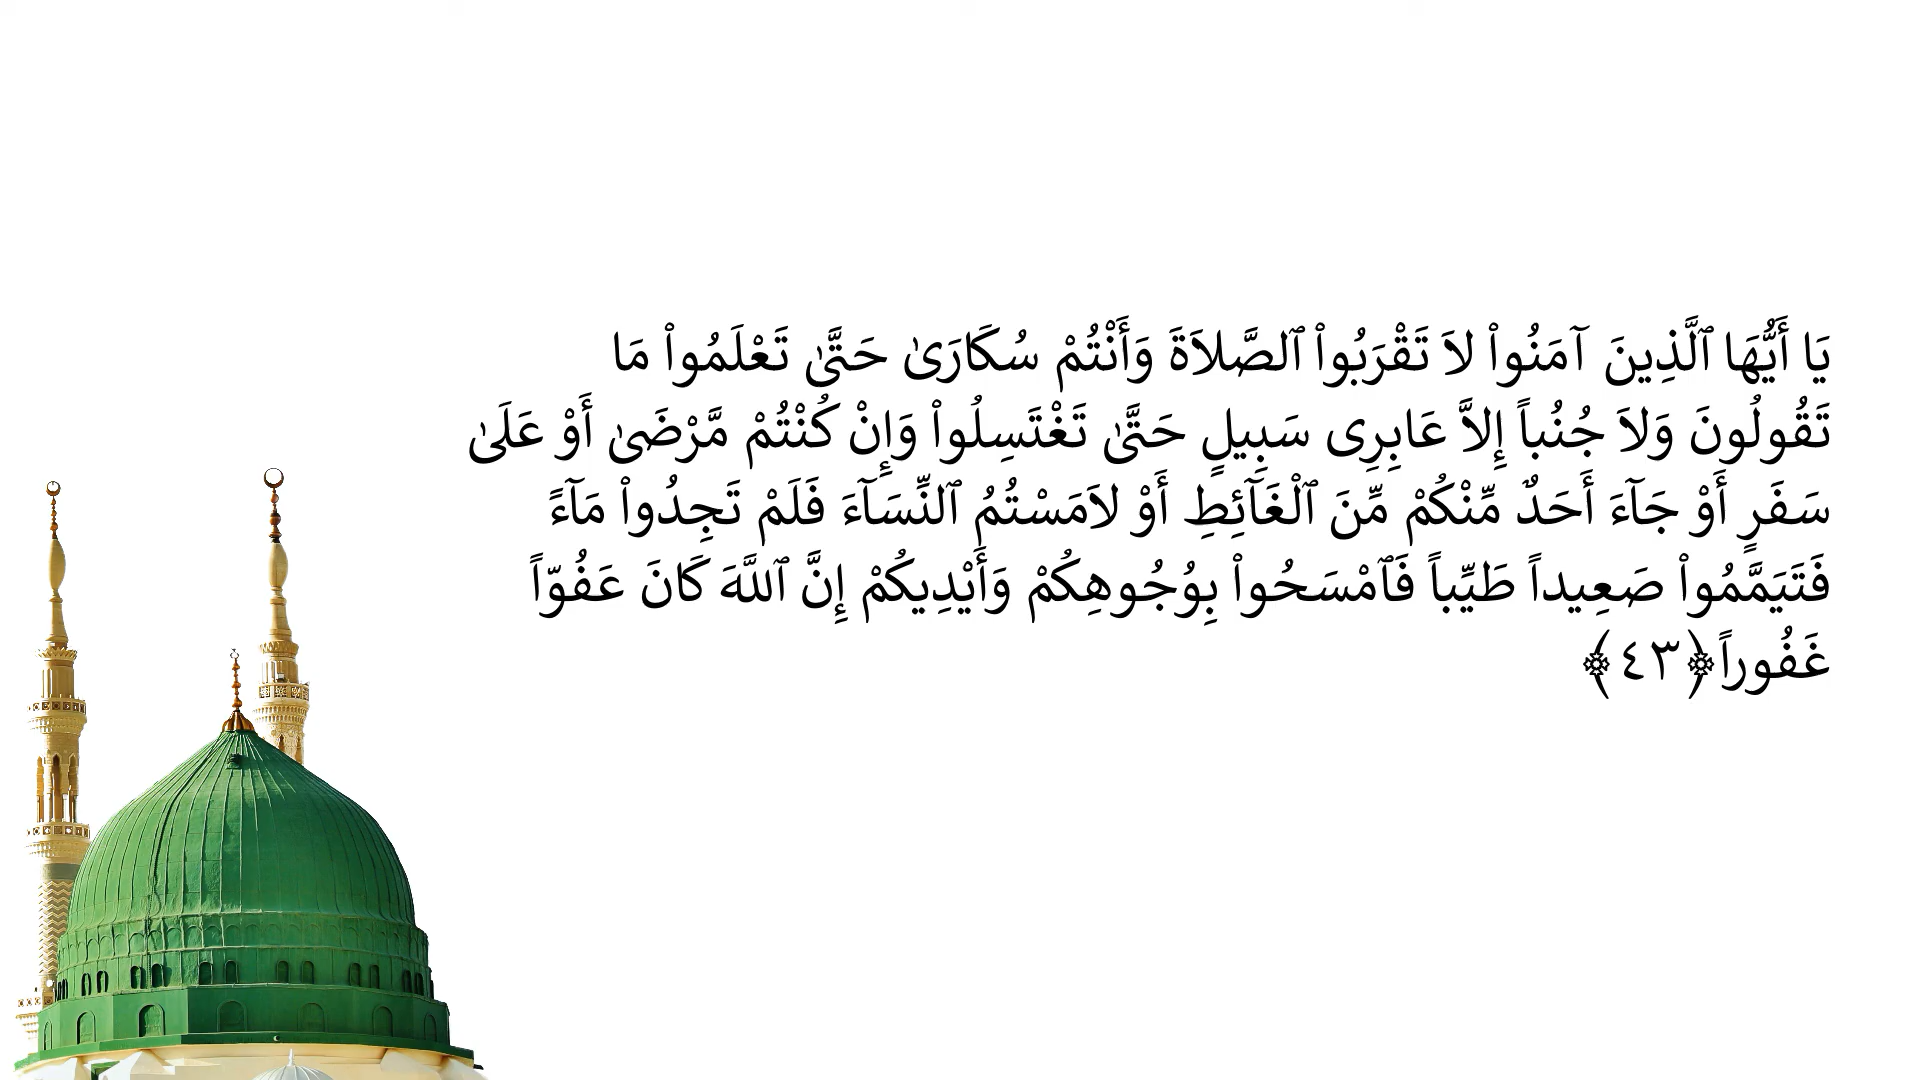 يَا أَيُّهَا ٱلَّذِينَ آمَنُواْ لاَ تَقْرَبُواْ ٱلصَّلاَةَ وَأَنْتُمْ سُكَارَىٰ حَتَّىٰ تَعْلَمُواْ مَا
تَقُولُونَ وَلاَ جُنُباً إِلاَّ عَابِرِى سَبِيلٍ حَتَّىٰ تَغْتَسِلُواْ وَإِنْ كُنْتُمْ مَّرْضَىٰ أَوْ عَلَىٰ
سَفَرٍ أَوْ جَآءَ أَحَدٌ مِّنْكُمْ مِّنَ ٱلْغَآئِطِ أَوْ لاَمَسْتُمُ ٱلنِّسَآءَ فَلَمْ تَجِدُواْ مَآءً
فَتَيَمَّمُواْ صَعِيداً طَيِّباً فَٱمْسَحُواْ بِوُجُوهِكُمْ وَأَيْدِيكُمْ إِنَّ ٱللَّهَ كَانَ عَفُوّاً
غَفُوراً﴿٤٣﴾